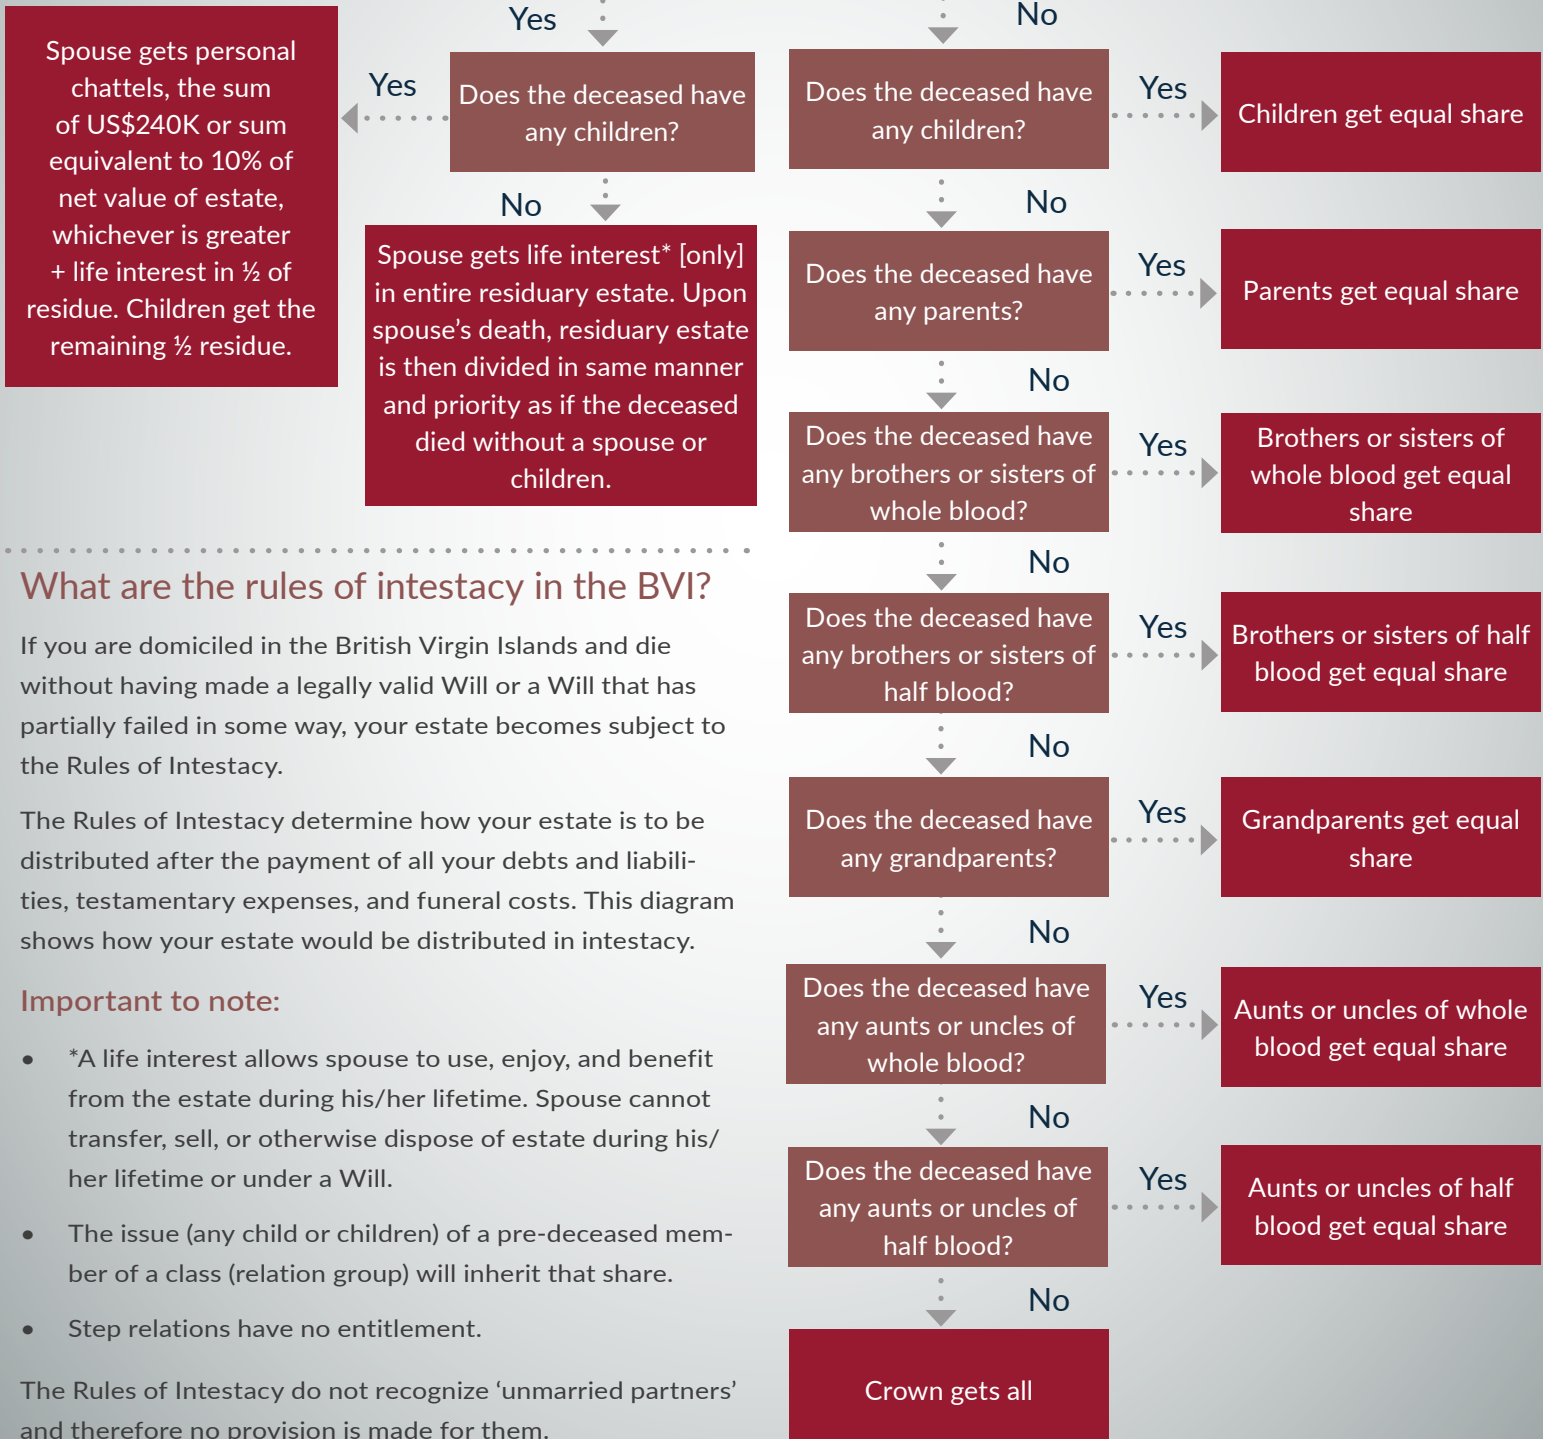 Yes
No
Spouse gets personal
chattels, the sum
of US$240K or sum
equivalent to 10% of
net value of estate,
whichever is greater
+ life interest in ½ of
residue. Children get the
remaining ½ residue.
Yes
Does the deceased have
any children?
No
Spouse gets life interest* [only]
in entire residuary estate. Upon
spouse’s death, residuary estate
is then divided in same manner
and priority as if the deceased
died without a spouse or
children.
Does the deceased have
any children?
Yes
Children get equal share
No
Does the deceased have
any parents?
Yes
Parents get equal share
No
Does the deceased have
any brothers or sisters of
whole blood?
Yes
Brothers or sisters of
whole blood get equal
share
No
Does the deceased have
any brothers or sisters of
half blood?
Yes
Brothers or sisters of half
blood get equal share
No
Does the deceased have
any grandparents?
Yes
Grandparents get equal
share
No
Does the deceased have
any aunts or uncles of
whole blood?
Yes
Aunts or uncles of whole
blood get equal share
No
Does the deceased have
any aunts or uncles of
half blood?
Yes
Aunts or uncles of half
blood get equal share
No
Crown gets all
What are the rules of intestacy in the BVI?
If you are domiciled in the British Virgin Islands and die
without having made a legally valid Will or a Will that has
partially failed in some way, your estate becomes subject to
the Rules of Intestacy.
The Rules of Intestacy determine how your estate is to be
distributed after the payment of all your debts and liabili-
ties, testamentary expenses, and funeral costs. This diagram
shows how your estate would be distributed in intestacy.
Important to note:
• *A life interest allows spouse to use, enjoy, and benefit
from the estate during his/her lifetime. Spouse cannot
transfer, sell, or otherwise dispose of estate during his/
her lifetime or under a Will.
• The issue (any child or children) of a pre-deceased mem-
ber of a class (relation group) will inherit that share.
• Step relations have no entitlement.
The Rules of Intestacy do not recognize ‘unmarried partners’
and therefore no provision is made for them.